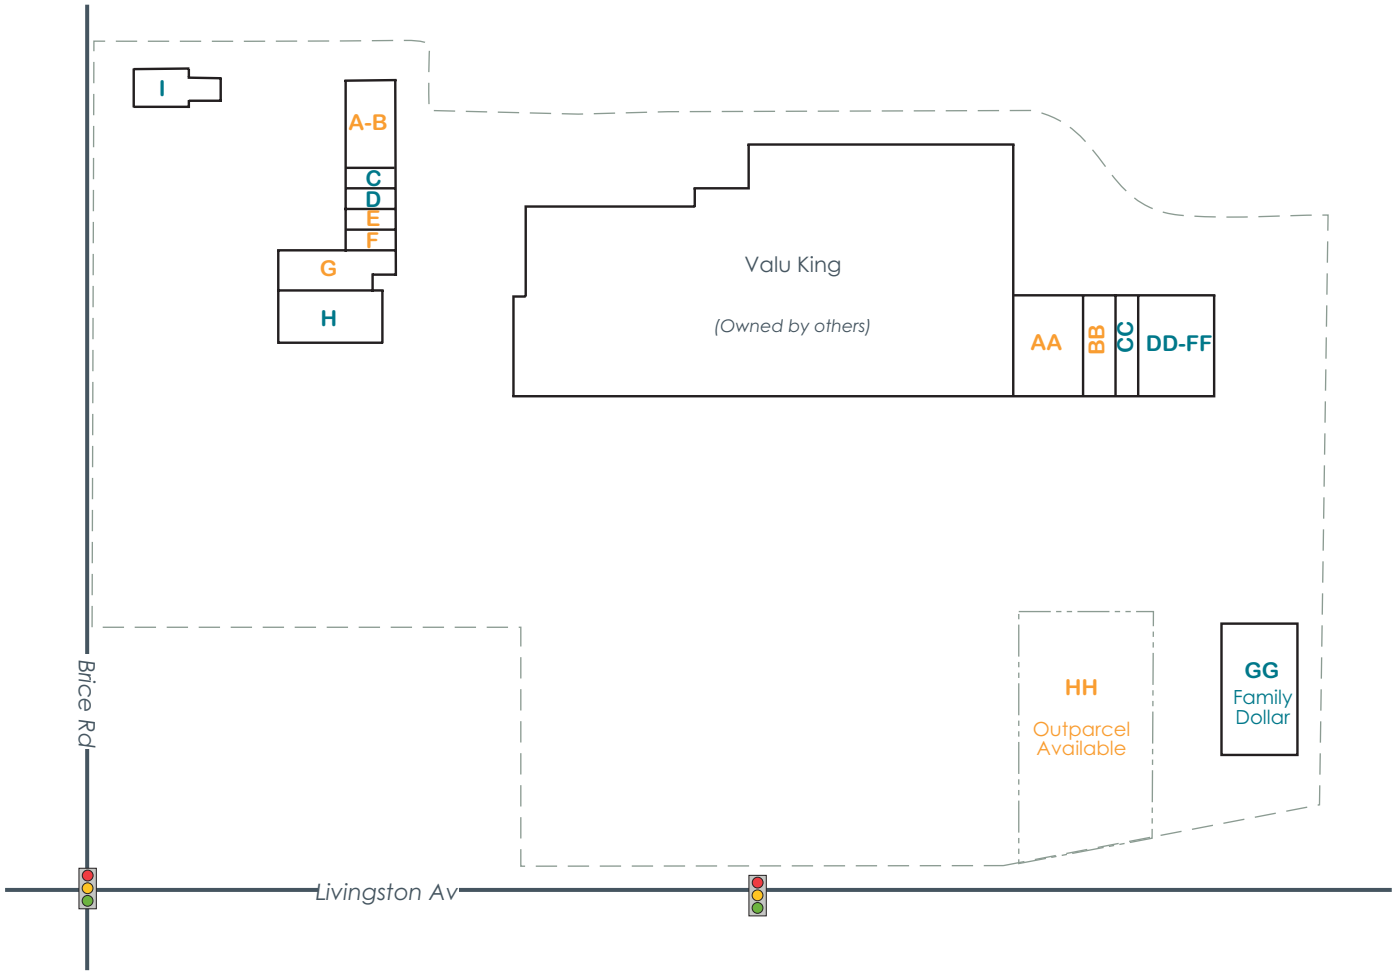 I
A-B
C
D
E
F
G
H
Valu King
(Owned by others)
AA
BB
CC
DD-FF
HH
Outparcel
Available
GG
Family
Dollar
Brice Rd
Livingston Av